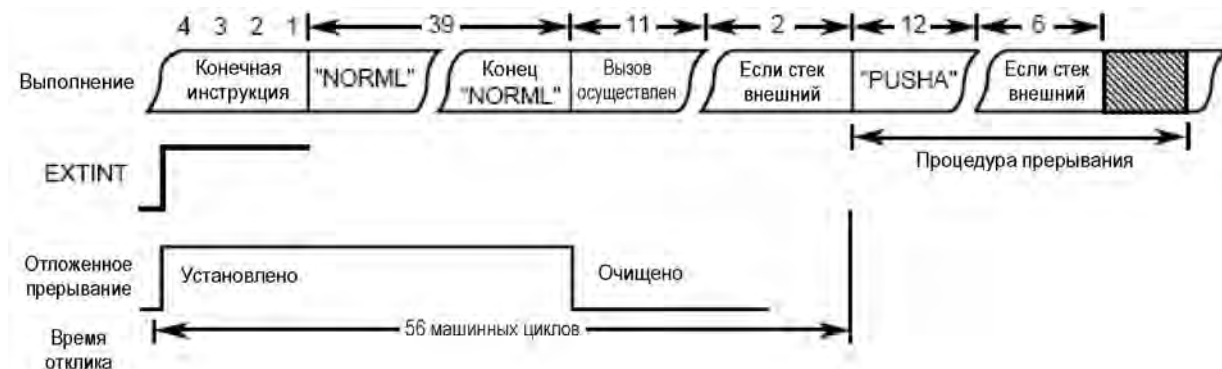 4 3 2 1 39 11 2 12 6
Выполнение
Конечная
инструкция
"NORML"
Конец
"NORML"
Вызов
осуществлен
Если стек
внешний
"PUSHA"
Если стек
внешний
Процедура прерывания
EXTINT
Отложенное
прерывание
Установлено
Очищено
Время
отклика
56 машинных циклов